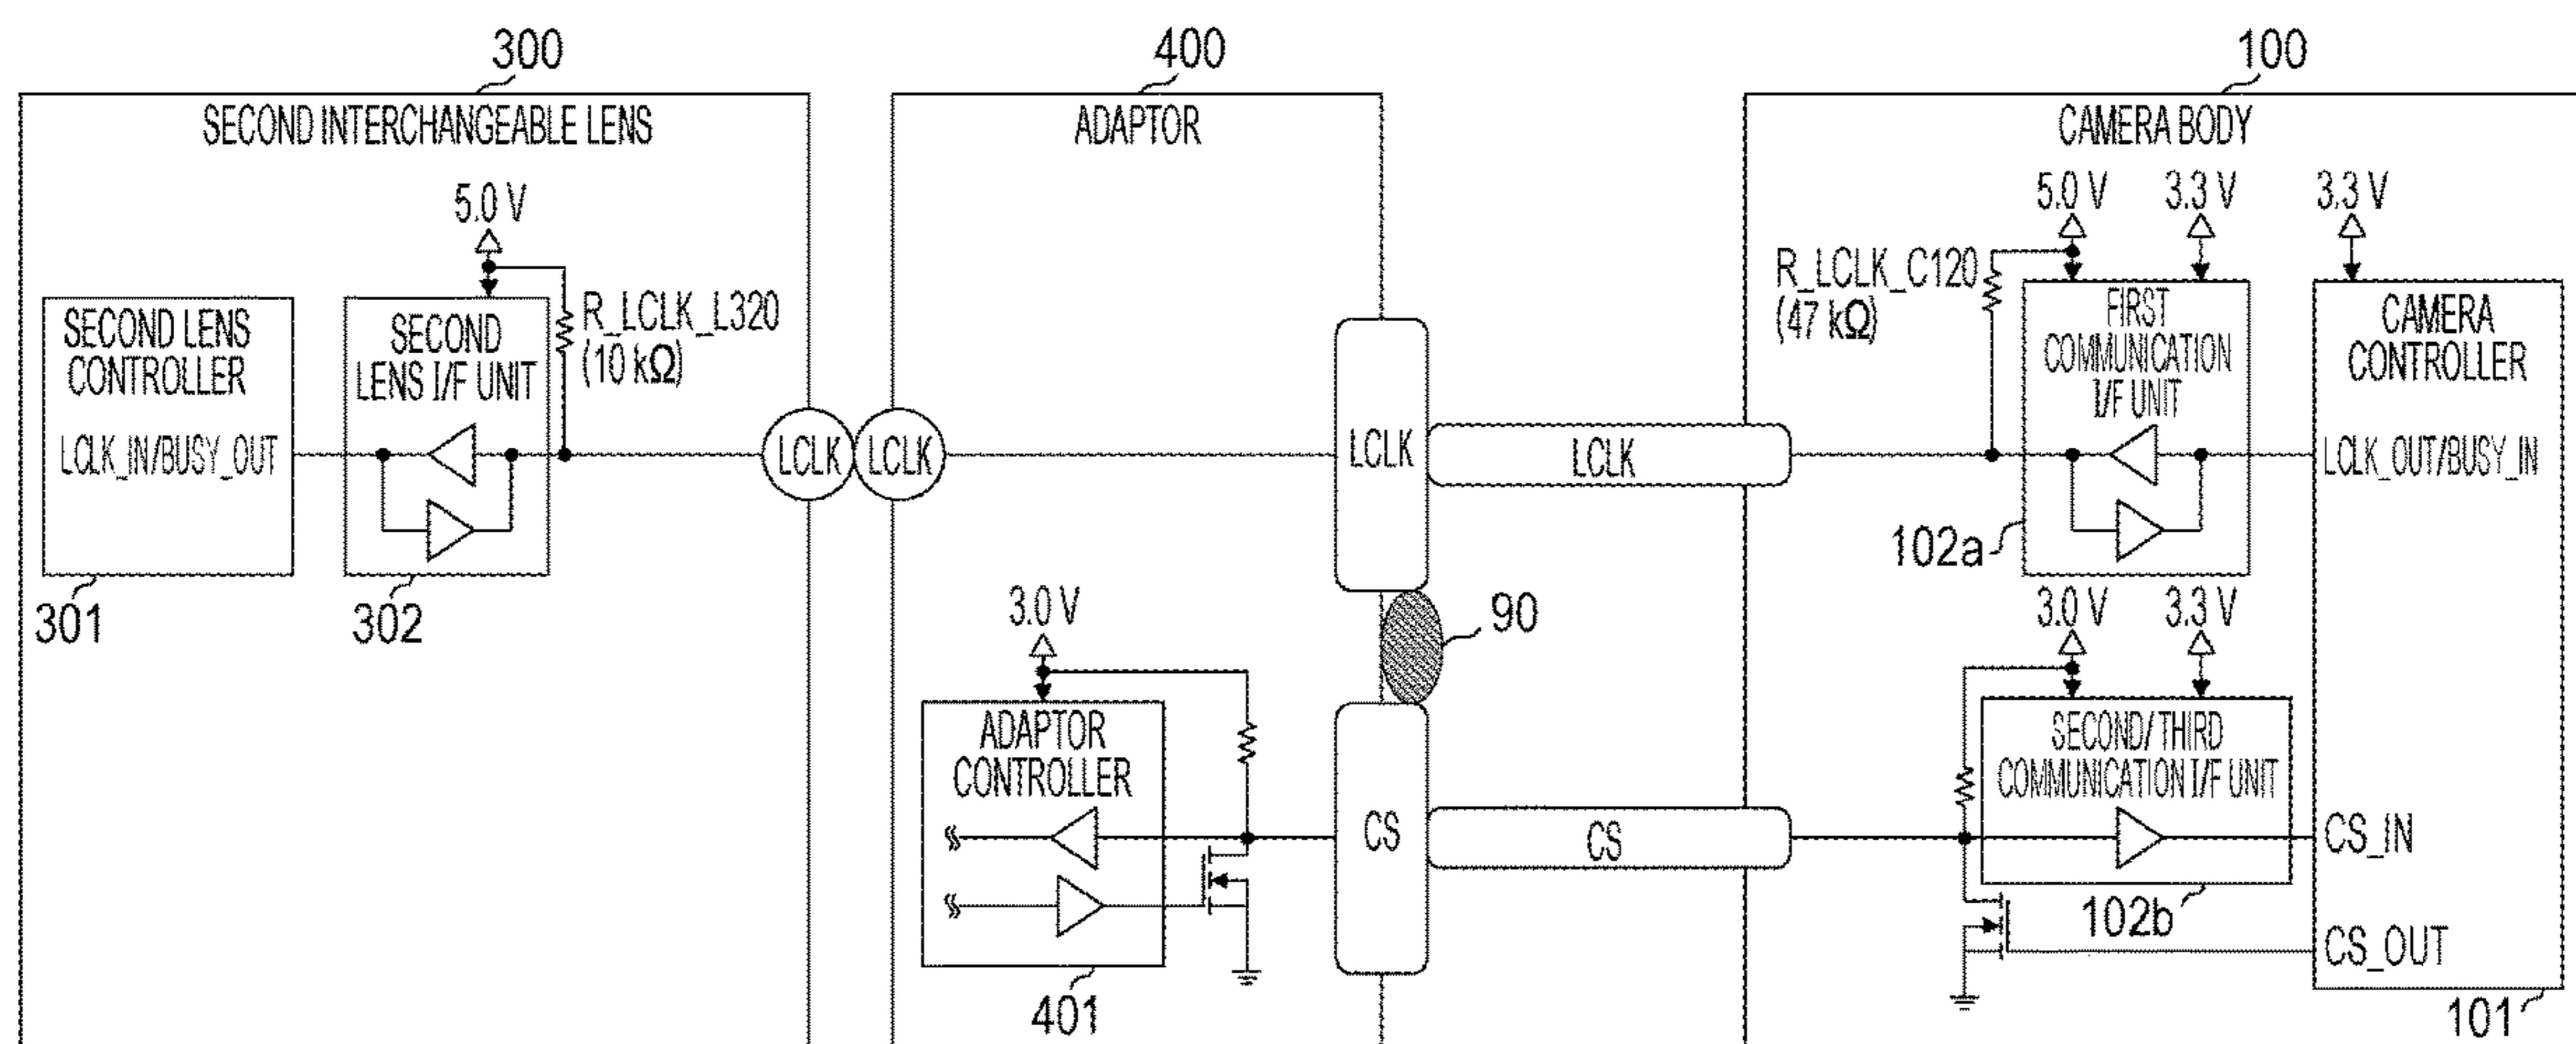 300
SECOND INTERCHANGEABLE LENS
5.0 V
SECOND LENS
CONTROLLER
LCLK_IN/BUSY_OUT
301
SECOND
LENS I/F UNIT
302
R_LCLK_L320
(10 kΩ)
LCLK
400
ADAPTOR
LCLK
LCLK
3.0 V
ADAPTOR
CONTROLLER
401
CS
90
LCLK
CS
100
CAMERA BODY
5.0 V
3.3 V
3.3 V
R_LCLK_C120
(47 kΩ)
FIRST
COMMUNICATION
I/F UNIT
102a
CAMERA
CONTROLLER
LCLK_OUT/BUSY_IN
3.0 V
3.3 V
SECOND/THIRD
COMMUNICATION I/F UNIT
102b
CS_IN
CS_OUT
101